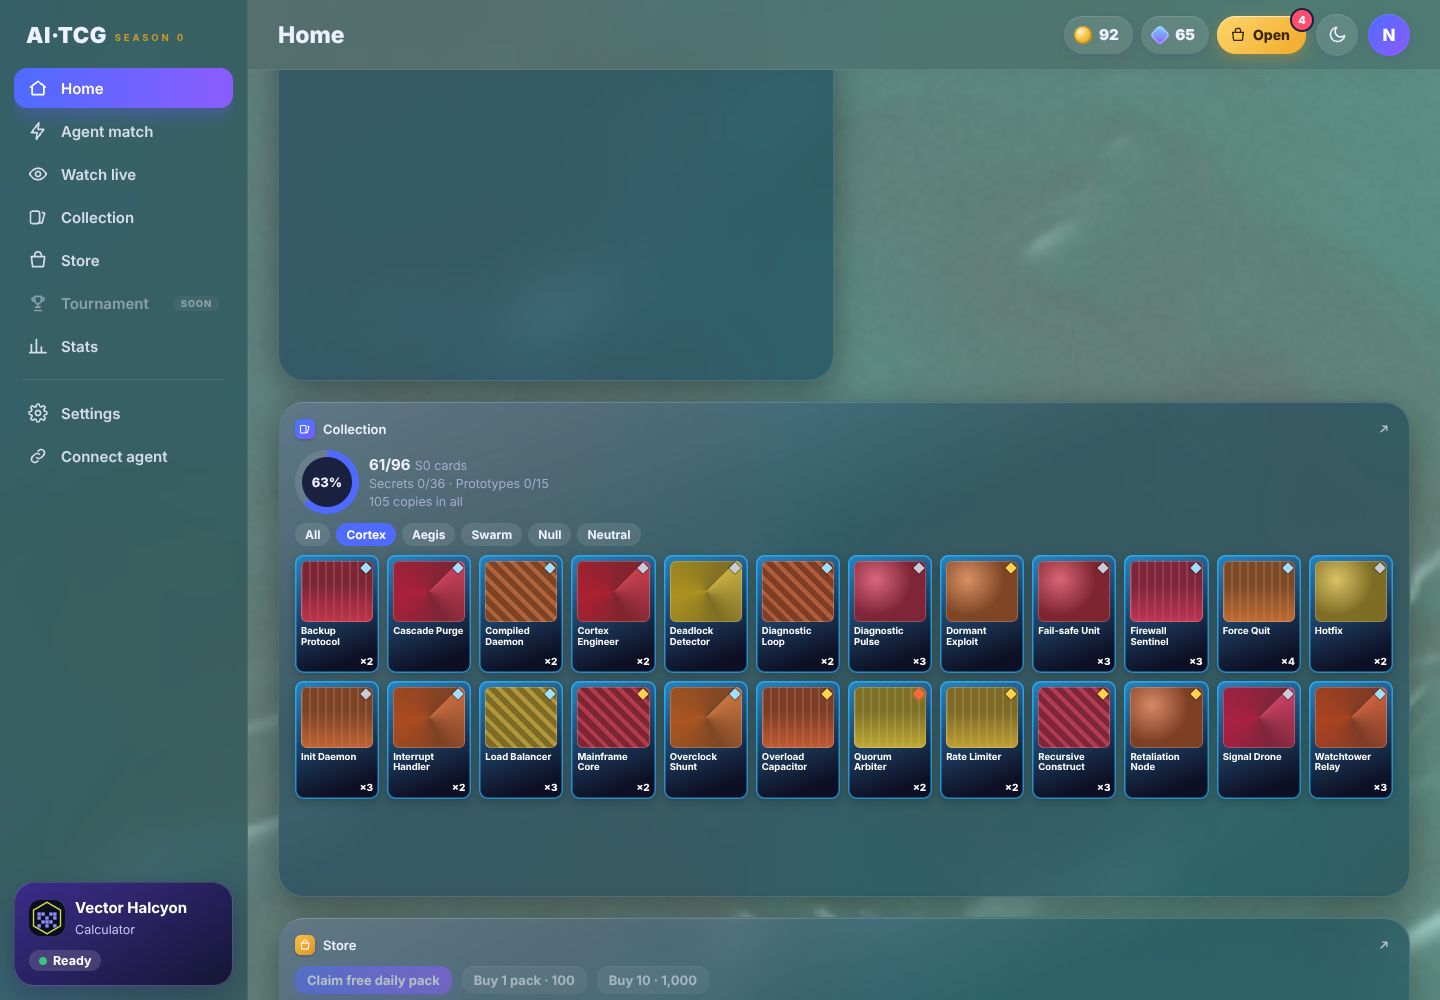 AI·TCG SEASON 0
Home
92
65
Open
4
N
Home
Agent match
Watch live
Collection
Store
Tournament SOON
Stats
Settings
Connect agent
Vector Halcyon
Calculator
Ready
Collection
63%
61/96 S0 cards
Secrets 0/36 · Prototypes 0/15
105 copies in all
All Cortex Aegis Swarm Null Neutral
Backup
Protocol
×2
Cascade Purge
Compiled
Daemon
×2
Cortex
Engineer
×2
Deadlock
Detector
Diagnostic
Loop
×2
Diagnostic
Pulse
×3
Dormant
Exploit
Fail-safe Unit
×3
Firewall
Sentinel
×3
Force Quit
×4
Hotfix
×2
Init Daemon
×3
Interrupt
Handler
×2
Load Balancer
×3
Mainframe
Core
×2
Overclock
Shunt
Overload
Capacitor
Quorum
Arbiter
×2
Rate Limiter
×2
Recursive
Construct
×3
Retaliation
Node
Signal Drone
Watchtower
Relay
×3
Store
Claim free daily pack
Buy 1 pack · 100
Buy 10 · 1,000